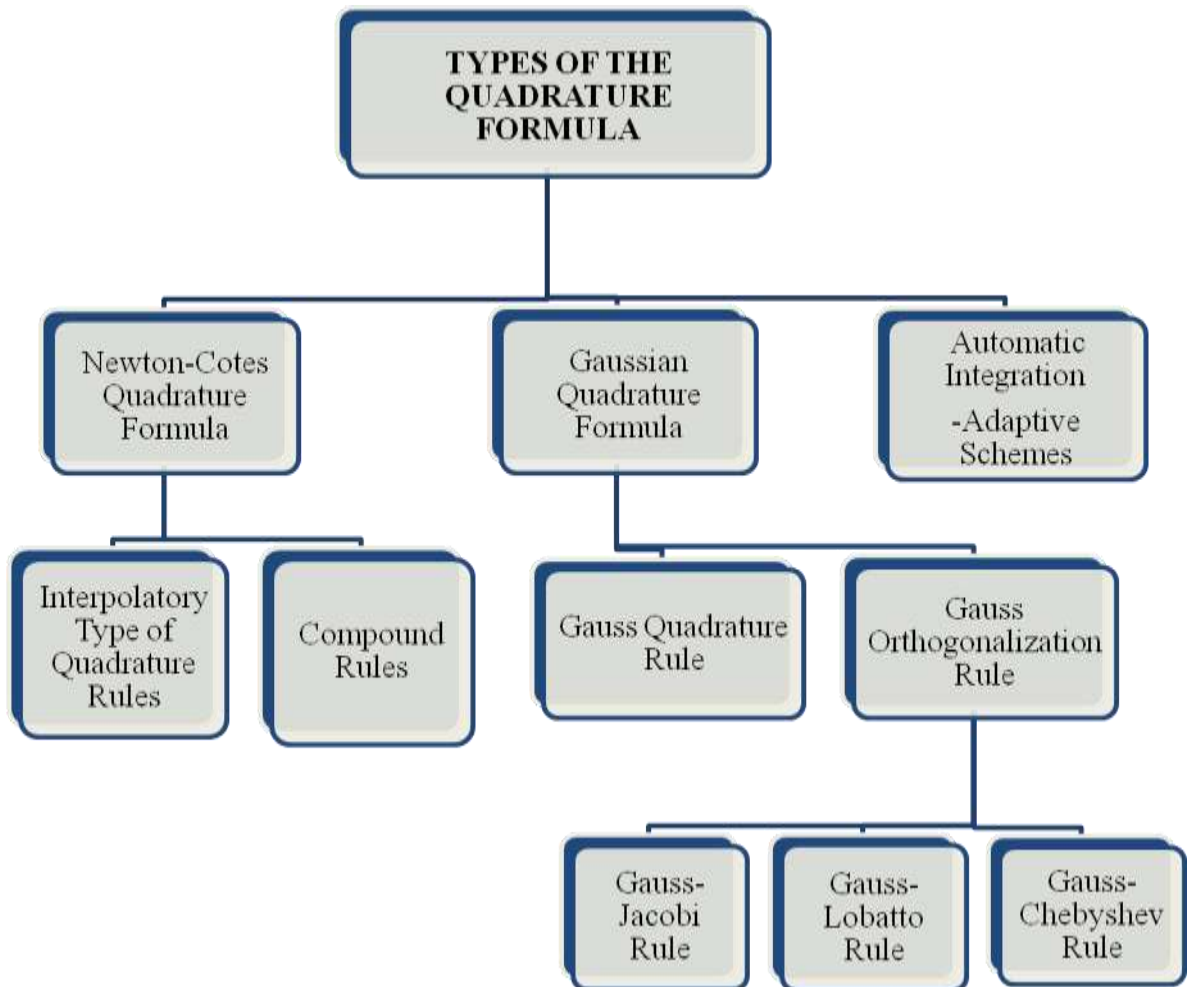 TYPES OF THE
QUADRATURE
FORMULA
Newton-Cotes
Quadrature
Formula
Gaussian
Quadrature
Formula
Automatic
Integration
-Adaptive
Schemes
Interpolatory
Type of
Quadrature
Rules
Compound
Rules
Gauss Quadrature
Rule
Gauss
Orthogonalization
Rule
Gauss-
Jacobi
Rule
Gauss-
Lobatto
Rule
Gauss-
Chebyshev
Rule